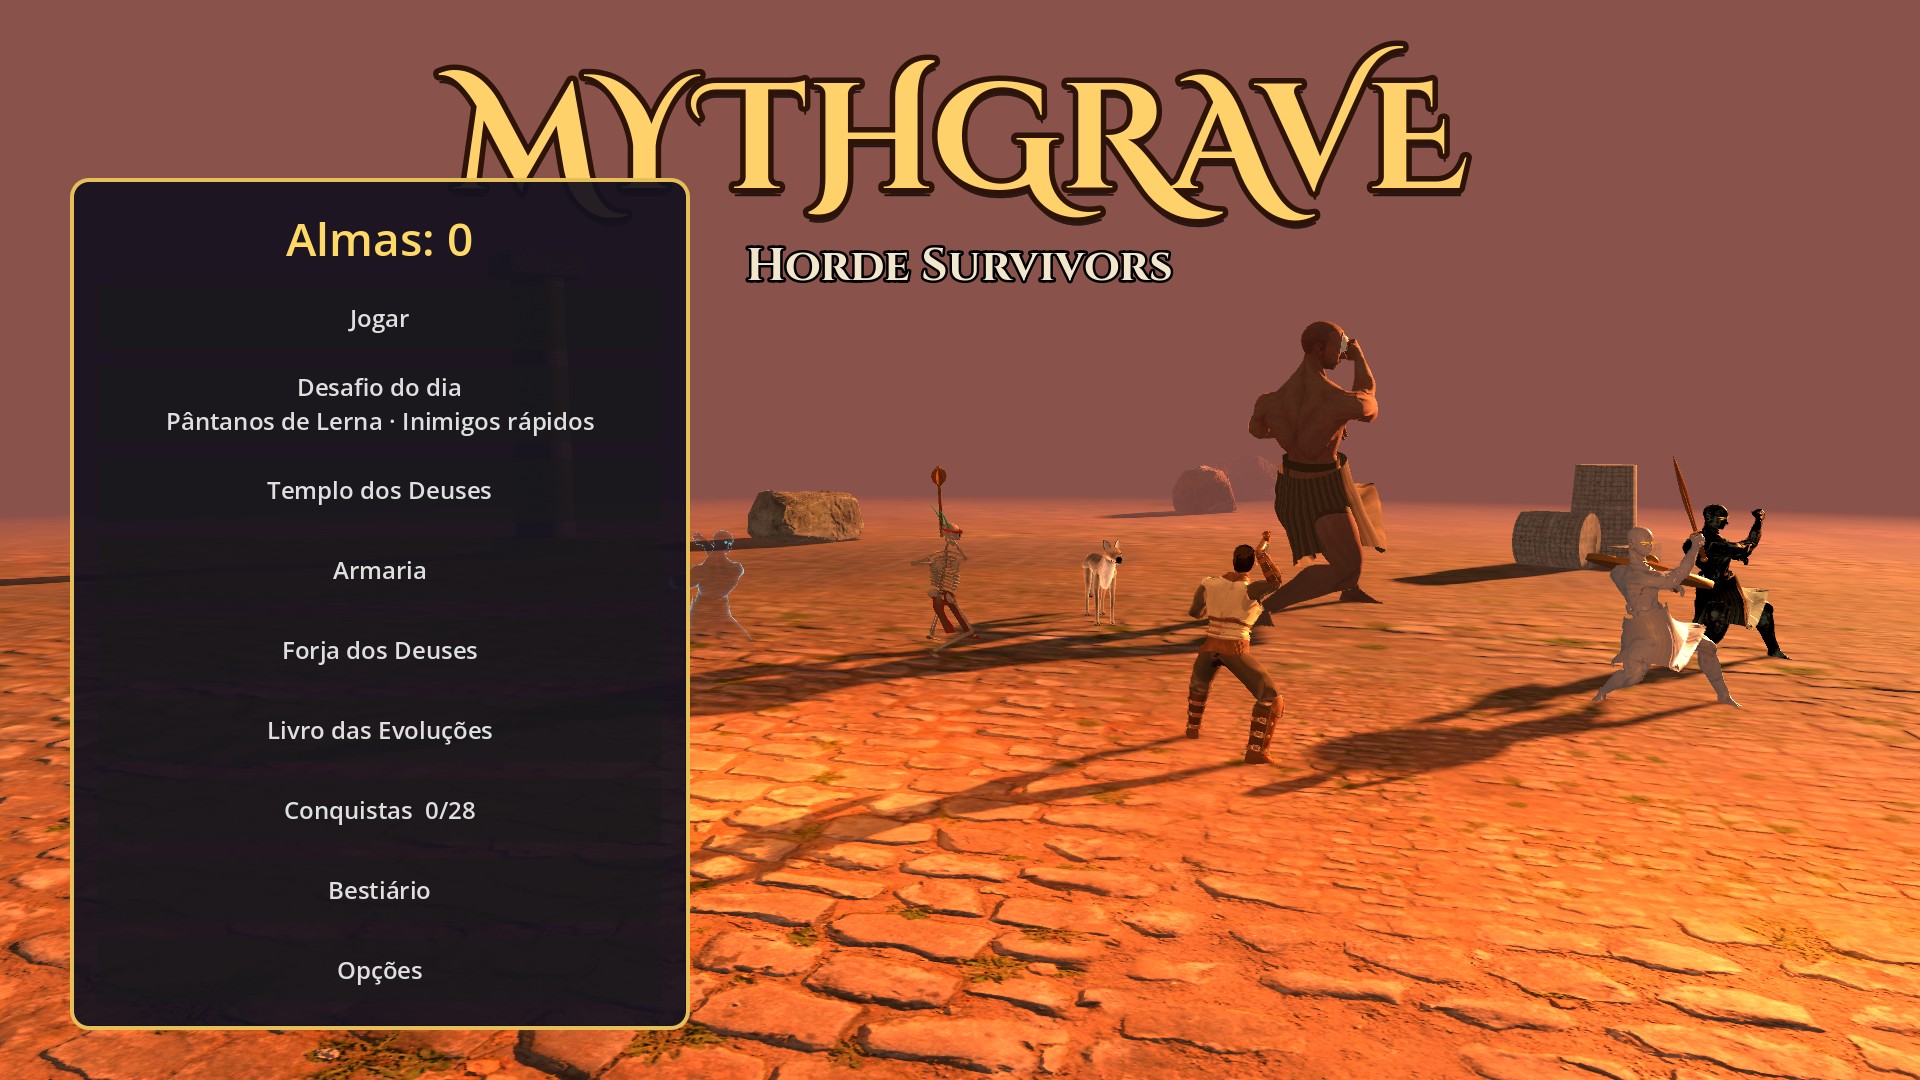 MYTHGRAVE
Horde Survivors
Almas: 0
Jogar
Desafio do dia
Pântanos de Lerna · Inimigos rápidos
Templo dos Deuses
Armaria
Forja dos Deuses
Livro das Evoluções
Conquistas 0/28
Bestiário
Opções